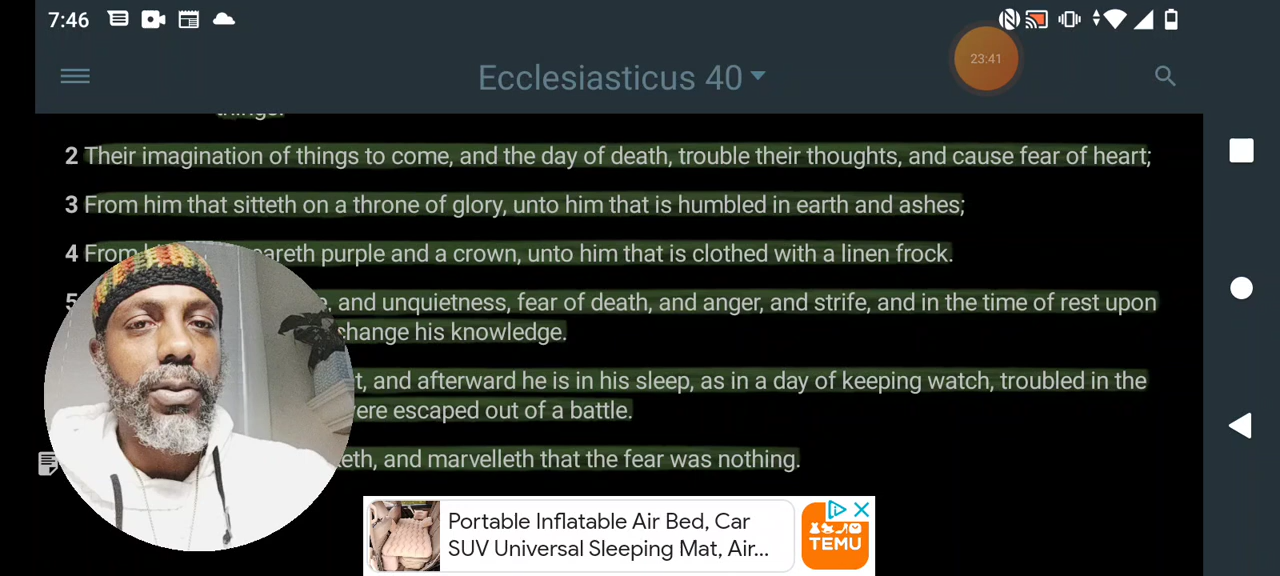 7:46
23:41
Ecclesiasticus 40
things.
2 Their imagination of things to come, and the day of death, trouble their thoughts, and cause fear of heart;
3 From him that sitteth on a throne of glory, unto him that is humbled in earth and ashes;
4 From purple and a crown, unto him that is clothed with a linen frock.
5 and unquietness, fear of death, and anger, and strife, and in the time of rest upon
change his knowledge.
and afterward he is in his sleep, as in a day of keeping watch, troubled in the
escaped out of a battle.
and marvelleth that the fear was nothing.
Portable Inflatable Air Bed, Car
SUV Universal Sleeping Mat, Air...
TEMU